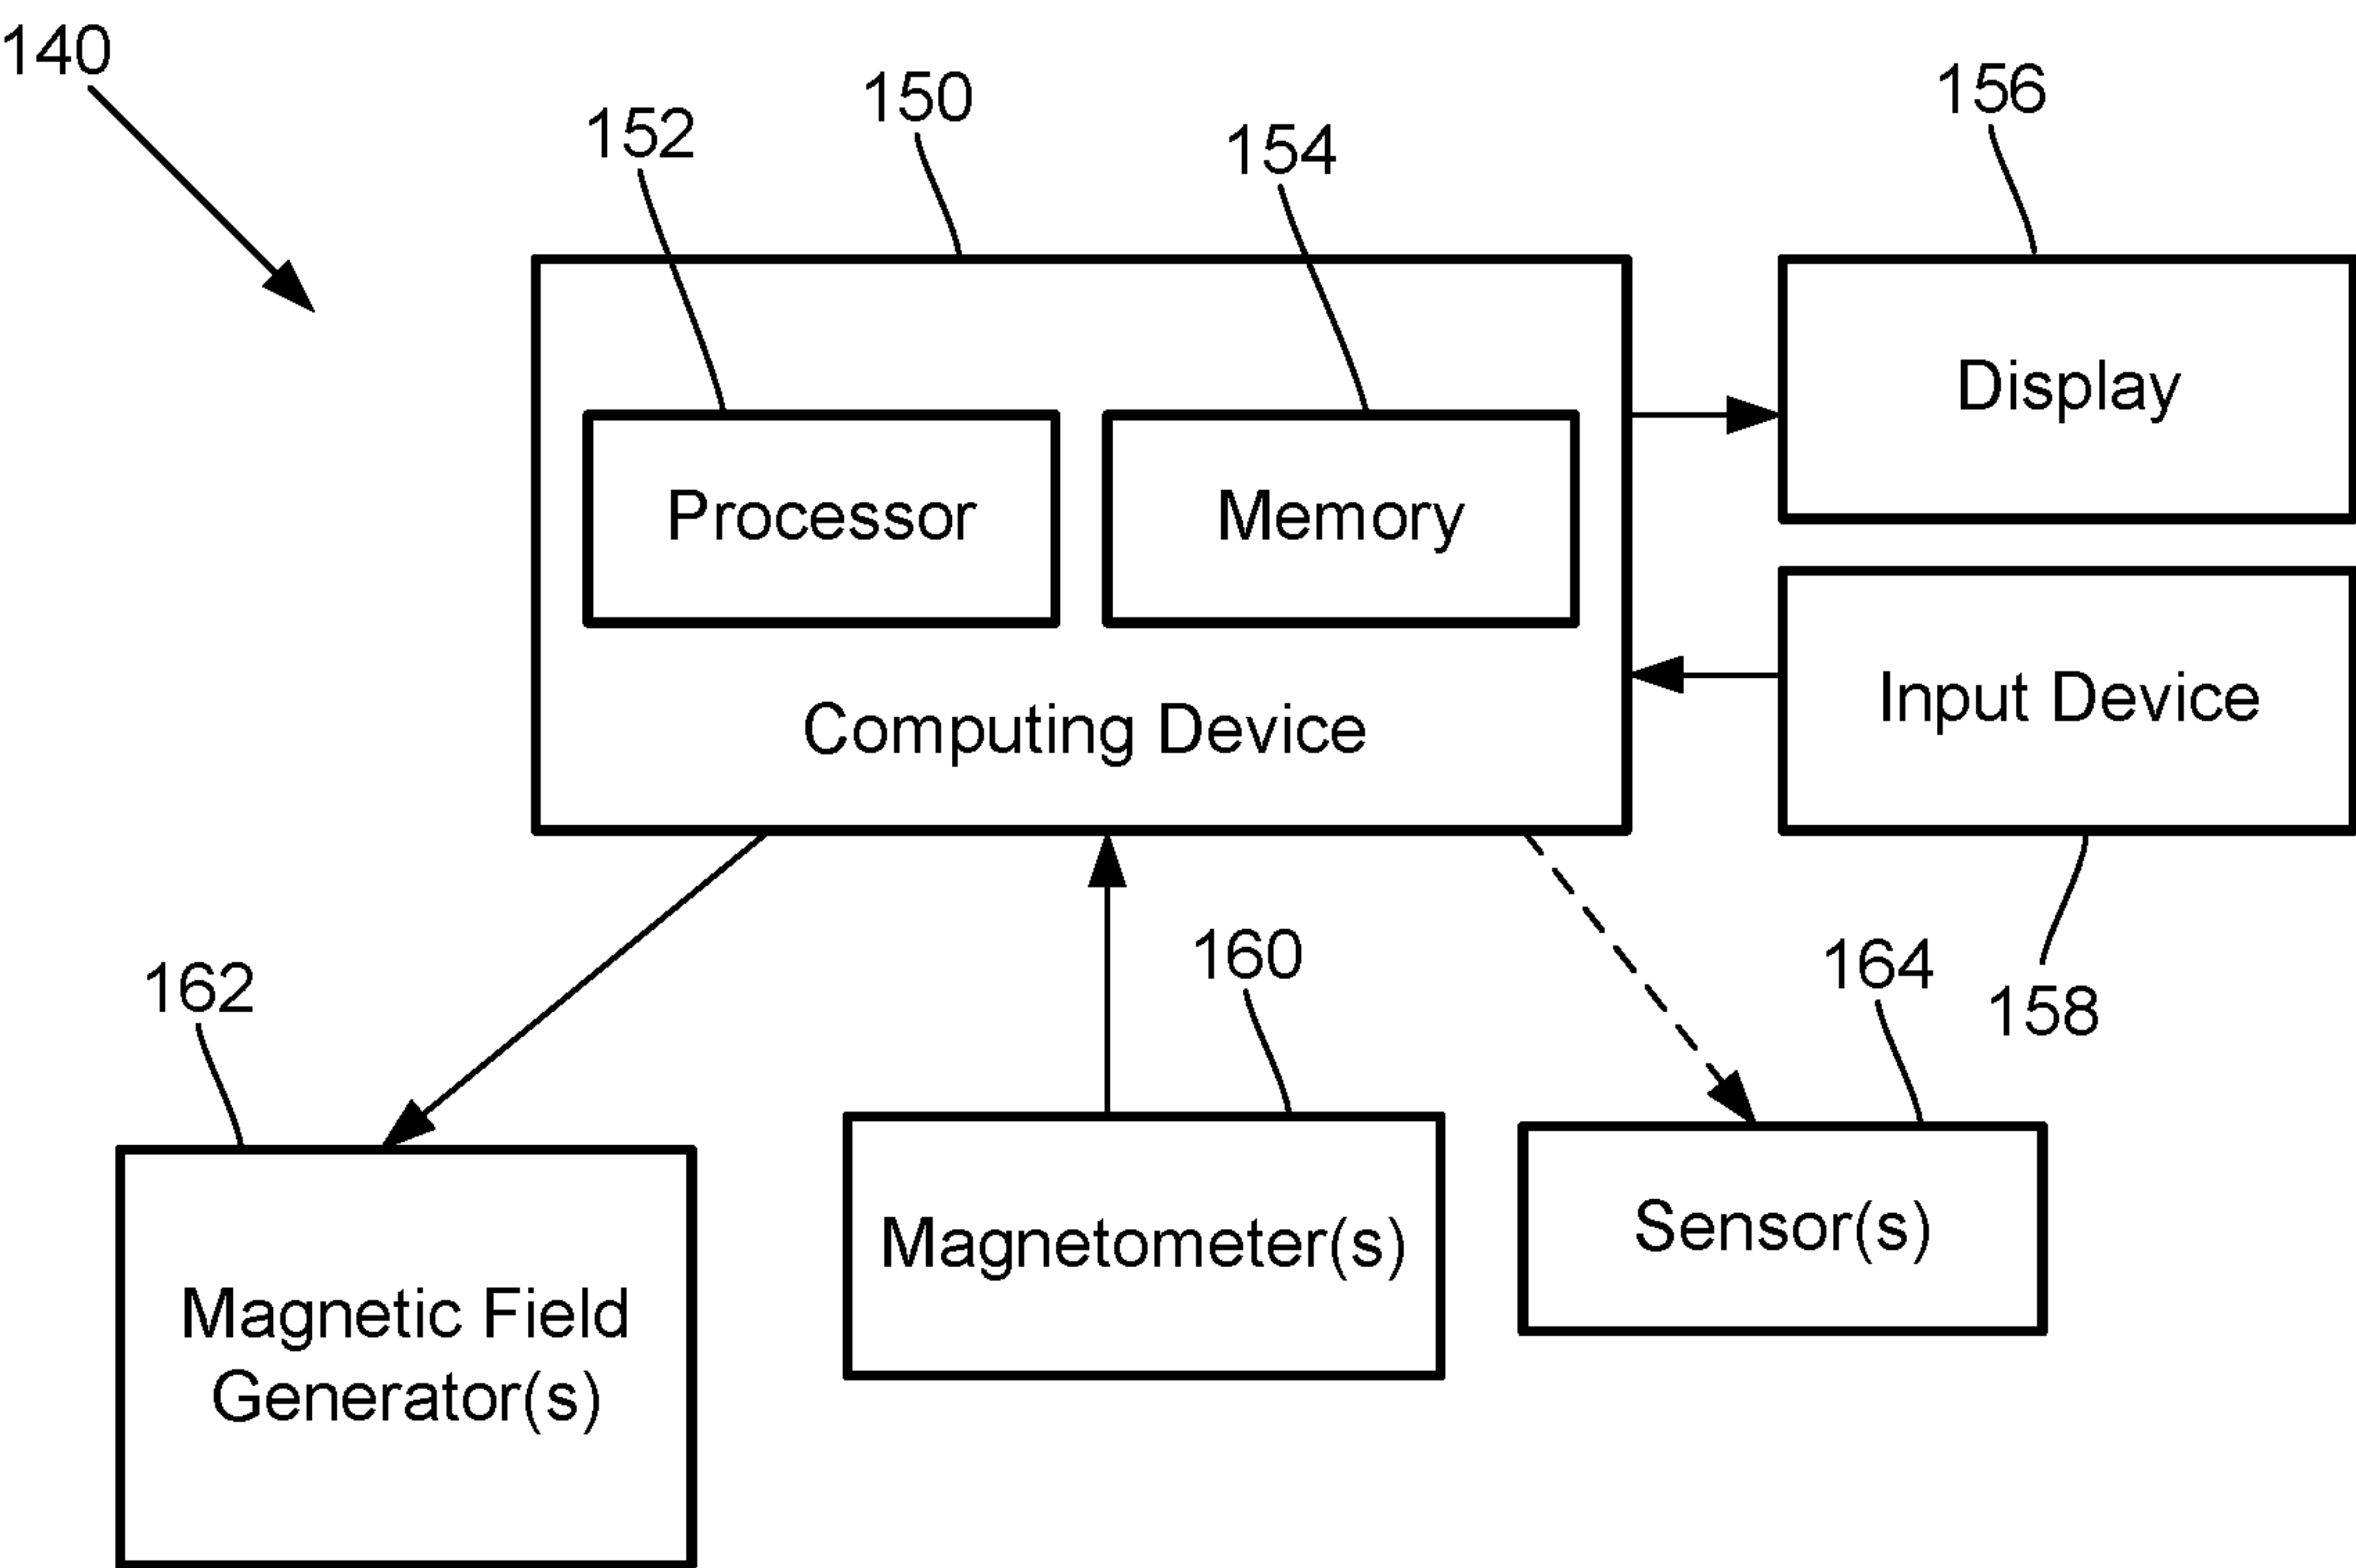 140
150
156
152
154
Display
Processor
Memory
Input Device
Computing Device
160
164
162
158
Sensor(s)
Magnetometer(s)
Magnetic Field
Generator(s)